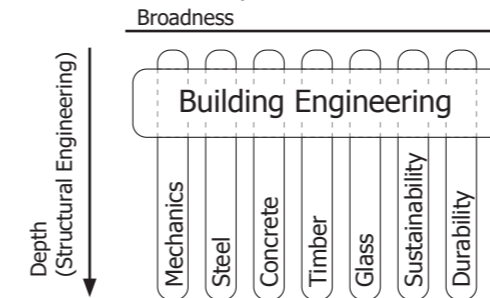 Broadness
Building Engineering
Depth
(Structural Engineering)
Mechanics
Steel
Concrete
Timber
Glass
Sustainability
Durability